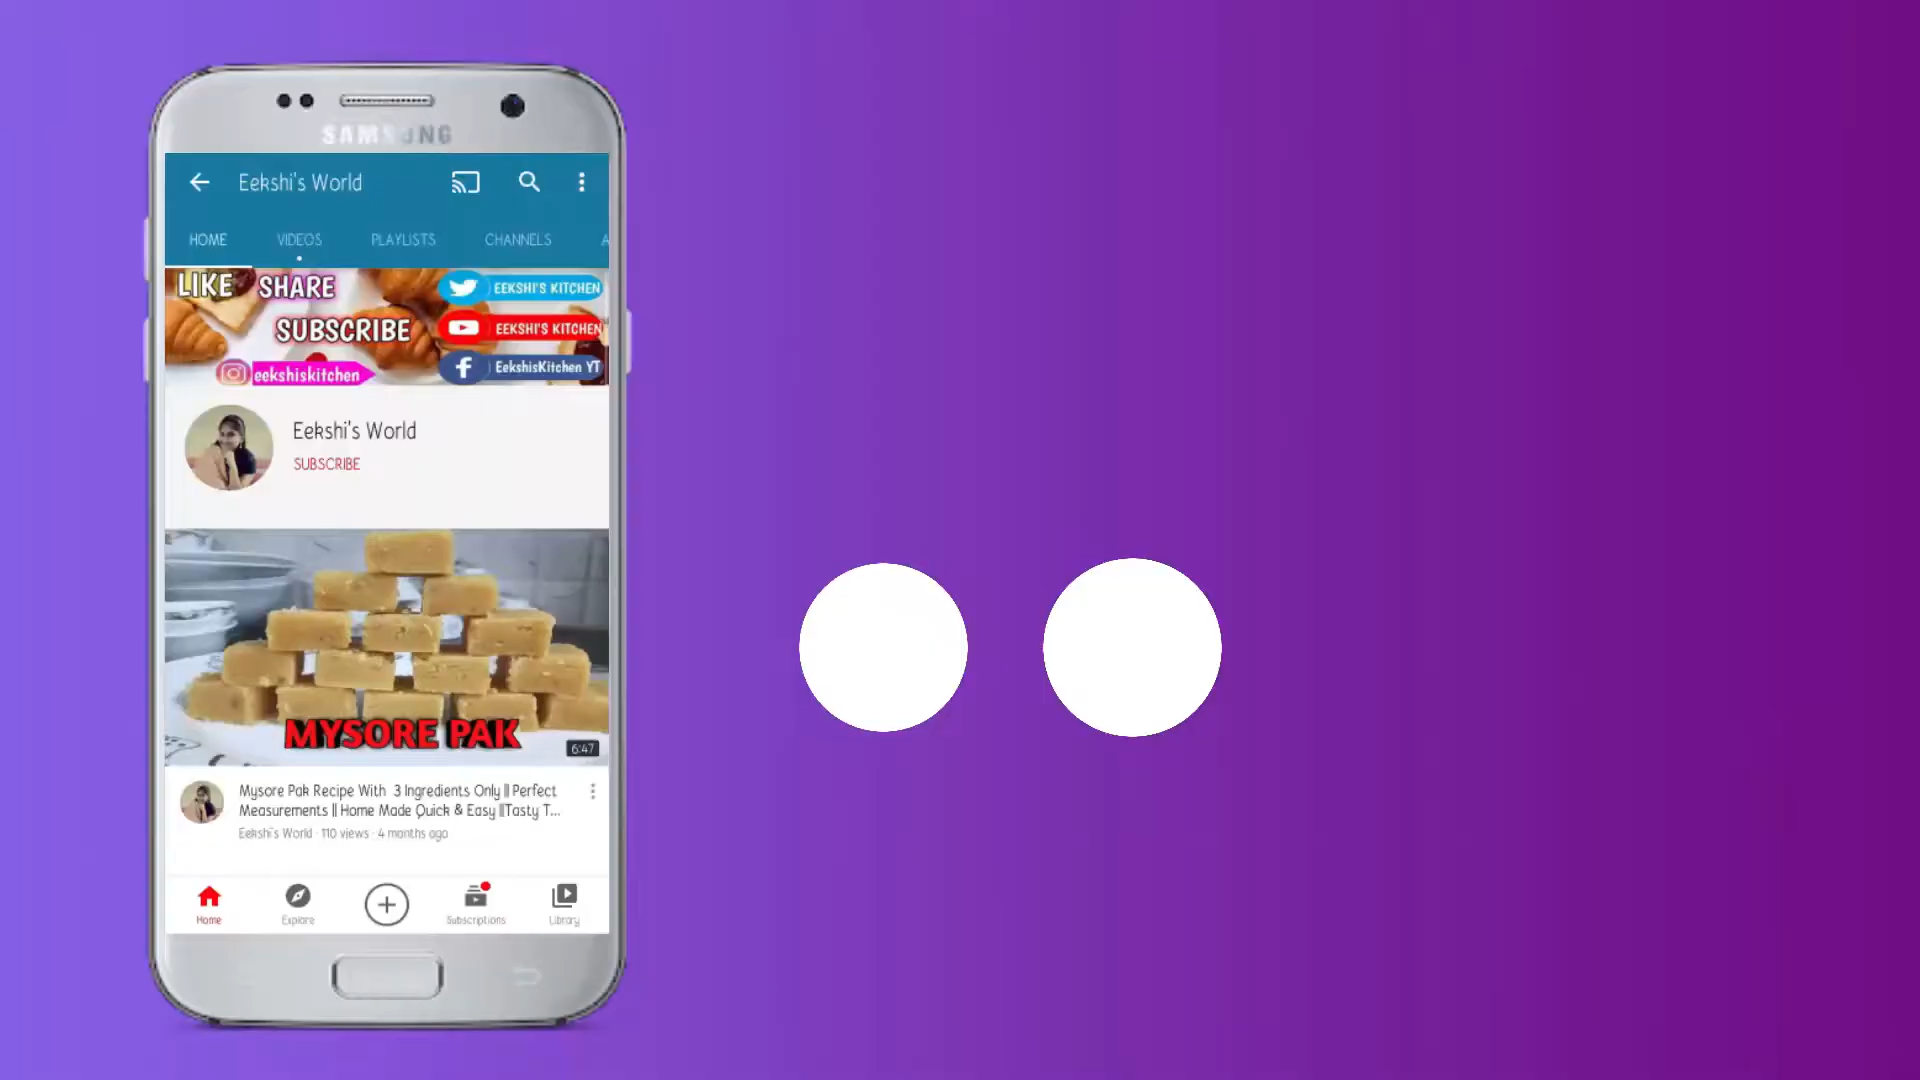 SAMSUNG
Eekshi's World
HOME VIDEOS PLAYLISTS CHANNELS A
LIKE SHARE
SUBSCRIBE
eekshiskitchen
EEKSHI'S KITCHEN
EEKSHI'S KITCHEN
EekshisKitchen YT
Eekshi's World
SUBSCRIBE
MYSORE PAK
6:47
Mysore Pak Recipe With 3 Ingredients Only || Perfect
Measurements || Home Made Quick & Easy ||Tasty T...
Eekshi's World · 110 views · 4 months ago
Home Explore Subscriptions Library